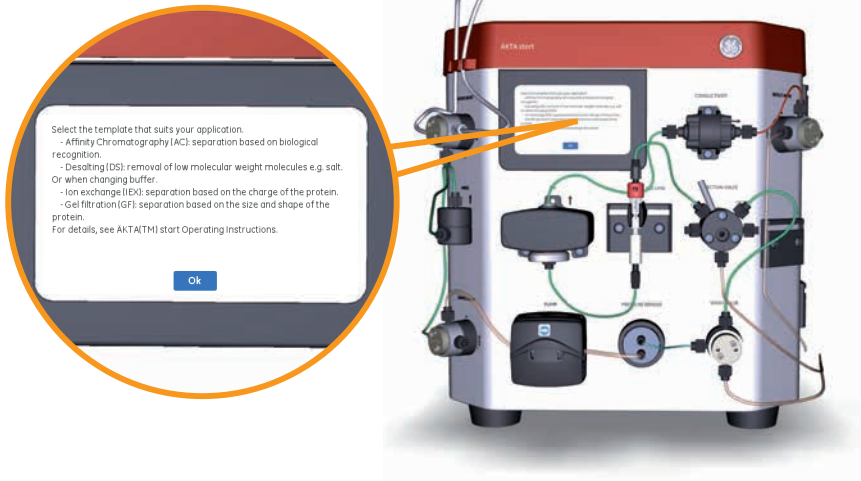 Select the template that suits your application.
- Affinity Chromatography (AC): separation based on biological
recognition.
- Desalting (DS): removal of low molecular weight molecules e.g. salt.
Or when changing buffer.
- Ion exchange (IEX): separation based on the charge of the protein.
- Gel filtration (GF): separation based on the size and shape of the
protein.
For details, see ÄKTA(TM) start Operating Instructions.
Ok
ÄKTA start
GE
CONDUCTIVITY
PUMP
PRESSURE SENSOR